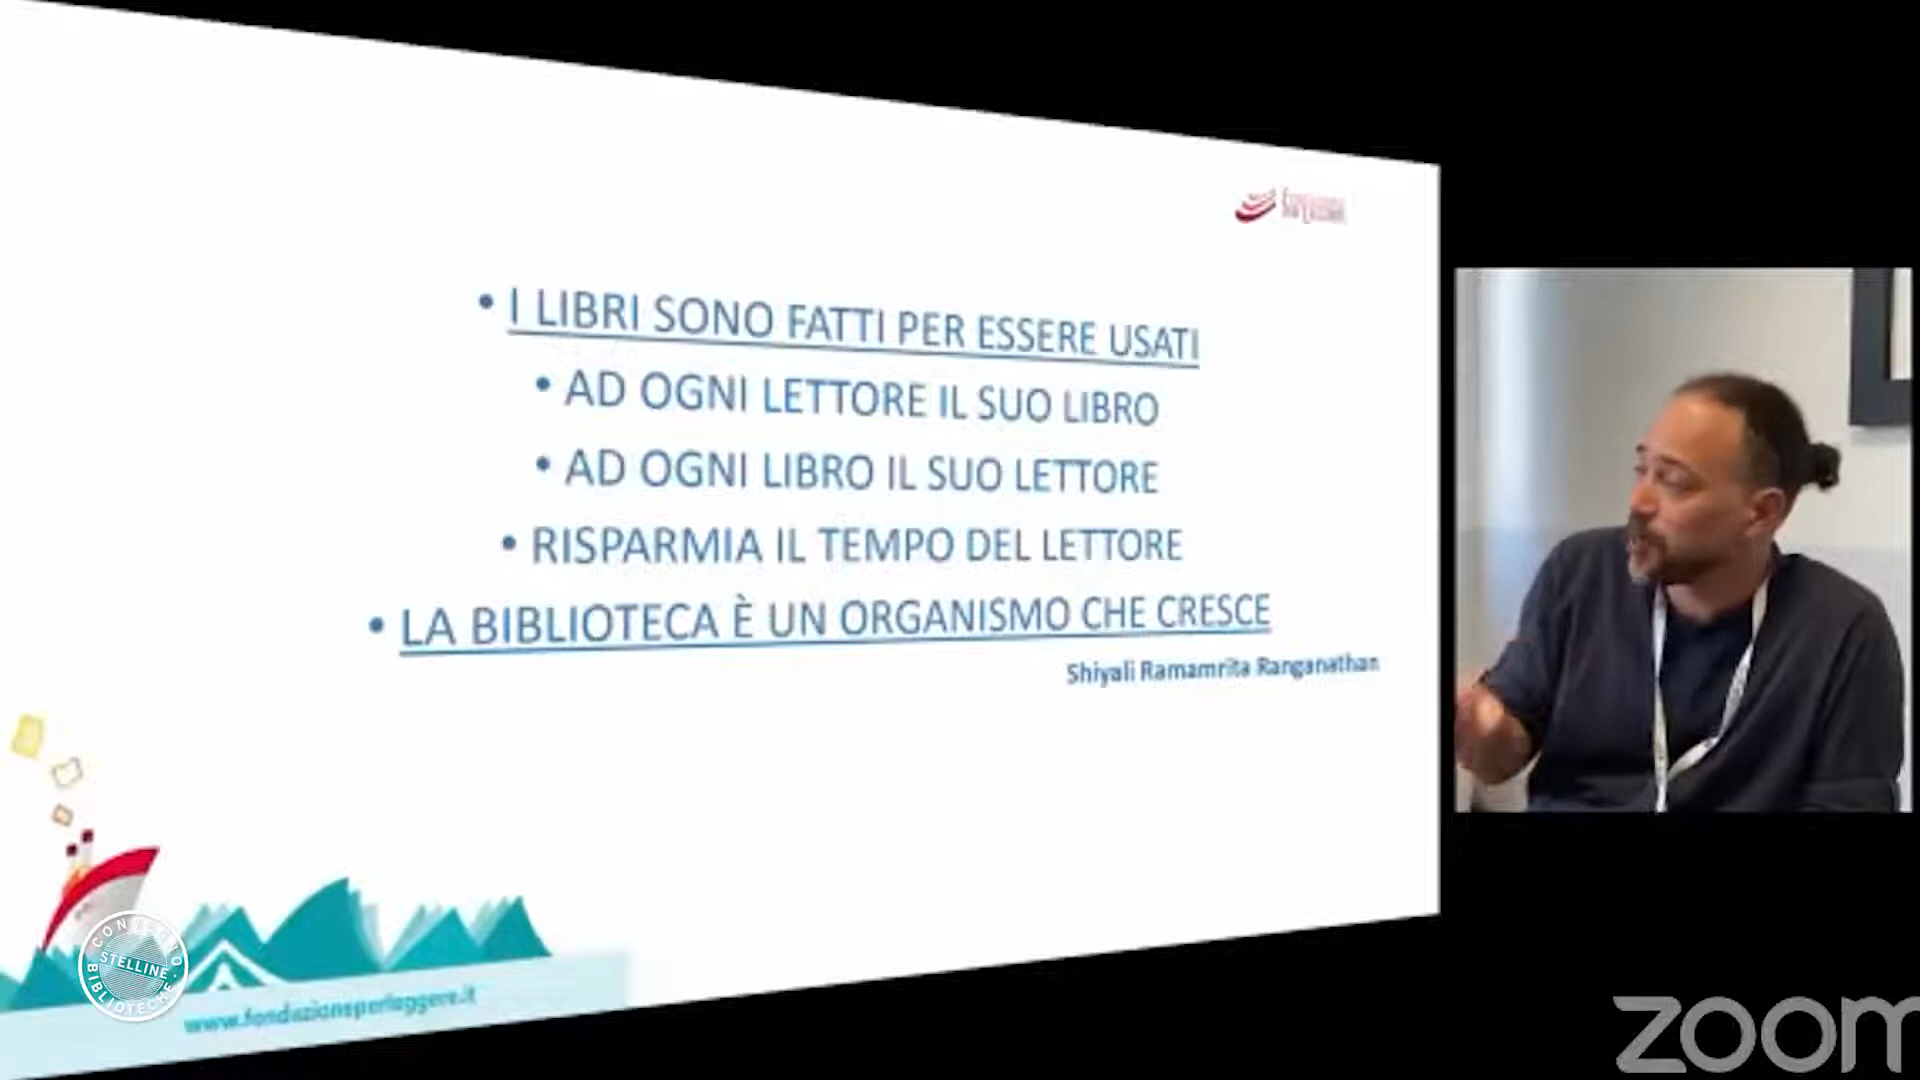 • I LIBRI SONO FATTI PER ESSERE USATI
• AD OGNI LETTORE IL SUO LIBRO
• AD OGNI LIBRO IL SUO LETTORE
• RISPARMIA IL TEMPO DEL LETTORE
• LA BIBLIOTECA È UN ORGANISMO CHE CRESCE
Shiyali Ramamrita Ranganathan
CONVEGNO
STELLINE
BIBLIOTECHE
www.fondazioneperleggere.it
zoom